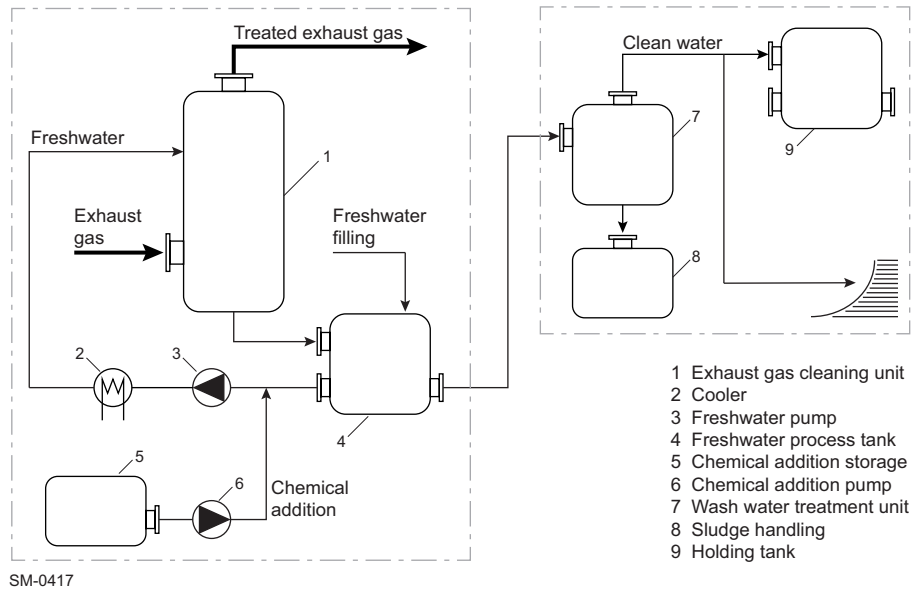 Treated exhaust gas
Clean water
7
9
Freshwater
1
Exhaust
gas
Freshwater
filling
8
2
3
4
5
6
Chemical
addition
1 Exhaust gas cleaning unit
2 Cooler
3 Freshwater pump
4 Freshwater process tank
5 Chemical addition storage
6 Chemical addition pump
7 Wash water treatment unit
8 Sludge handling
9 Holding tank
SM-0417